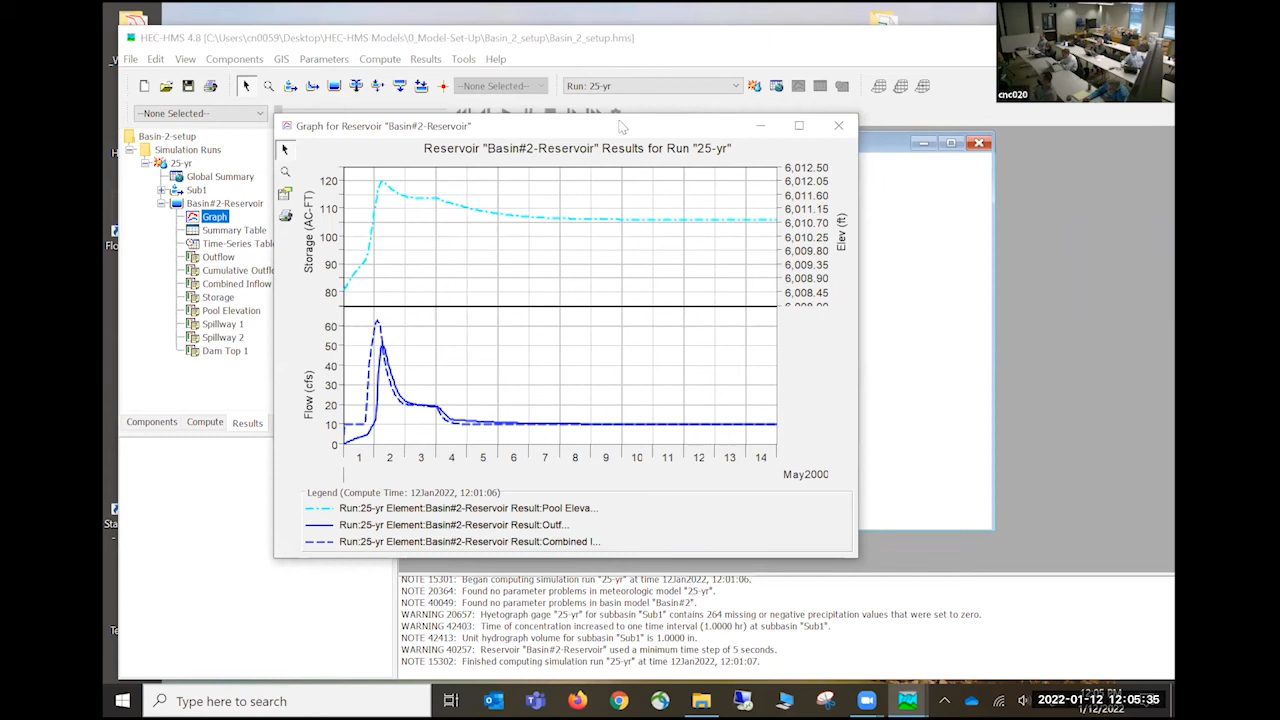 HEC-HMS 4.8 [C:\Users\cn0059\Desktop\HEC-HMS Models\0_Model-Set-Up\Basin_2_setup\Basin_2_setup.hms]
File Edit View Components GIS Parameters Compute Results Tools Help
--None Selected-- Run: 25-yr
--None Selected--
cnc020
Basin-2-setup
Simulation Runs
25-yr
Global Summary
Sub1
Basin#2-Reservoir
Graph
Summary Table
Time-Series Tabl
Outflow
Cumulative Outfl
Combined Inflow
Storage
Pool Elevation
Spillway 1
Spillway 2
Dam Top 1
Components Compute Results
Graph for Reservoir "Basin#2-Reservoir"
Reservoir "Basin#2-Reservoir" Results for Run "25-yr"
Storage (AC-FT)
120
110
100
90
80
6,012.50
6,012.05
6,011.60
6,011.15
6,010.70
6,010.25
6,009.80
6,009.35
6,008.90
6,008.45
Elev (ft)
Flow (cfs)
60
50
40
30
20
10
0
1 2 3 4 5 6 7 8 9 10 11 12 13 14
May2000
Legend (Compute Time: 12Jan2022, 12:01:06)
Run:25-yr Element:Basin#2-Reservoir Result:Pool Eleva...
Run:25-yr Element:Basin#2-Reservoir Result:Outf...
Run:25-yr Element:Basin#2-Reservoir Result:Combined I...
NOTE 15301: Began computing simulation run "25-yr" at time 12Jan2022, 12:01:06.
NOTE 20364: Found no parameter problems in meteorologic model "25-yr".
NOTE 40049: Found no parameter problems in basin model "Basin#2".
WARNING 20657: Hyetograph gage "25-yr" for subbasin "Sub1" contains 264 missing or negative precipitation values that were set to zero.
WARNING 42403: Time of concentration increased to one time interval (1.0000 hr) at subbasin "Sub1".
NOTE 42413: Unit hydrograph volume for subbasin "Sub1" is 1.0000 in.
WARNING 40257: Reservoir "Basin#2-Reservoir" used a minimum time step of 5 seconds.
NOTE 15302: Finished computing simulation run "25-yr" at time 12Jan2022, 12:01:07.
Type here to search
2022-01-12 12:05:35
1/12/2022